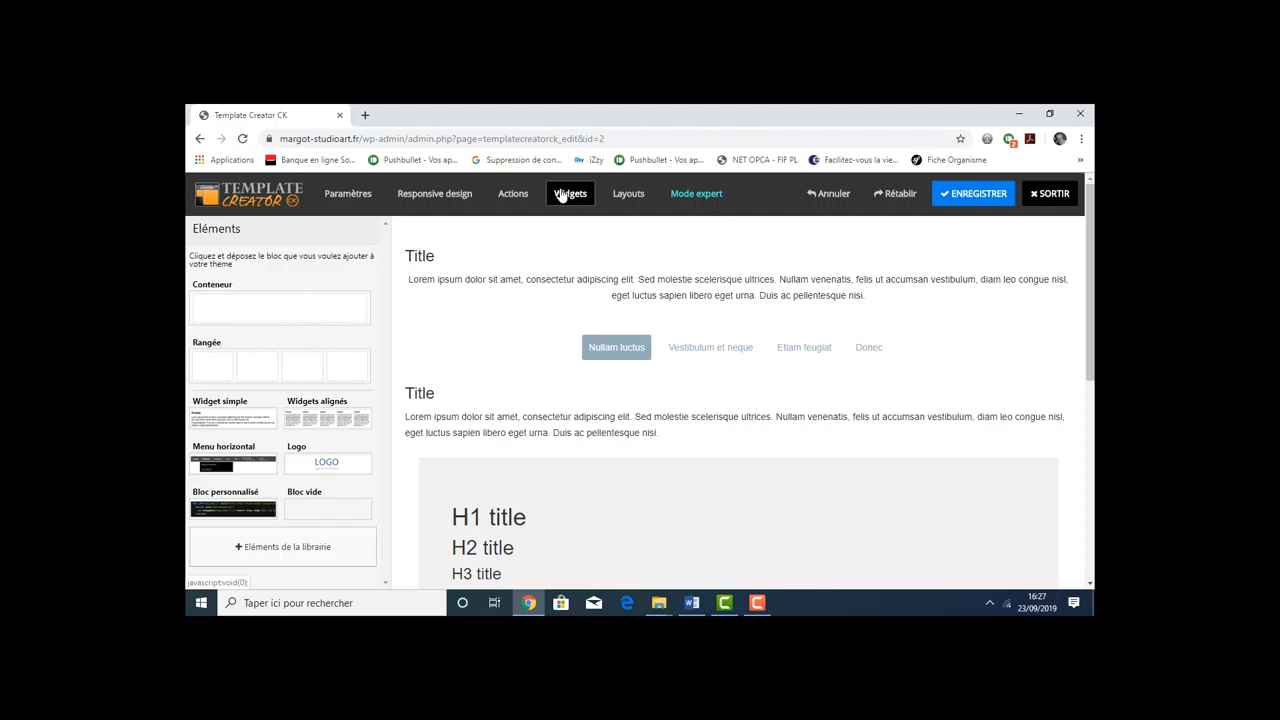 Template Creator CK
margot-studioart.fr/wp-admin/admin.php?page=templatecreatorck_edit&id=2
2
Applications
Banque en ligne So...
Pushbullet - Vos ap...
Suppression de con...
iZzy
Pushbullet - Vos ap...
NET OPCA - FIF PL
Facilitez-vous la vie...
Fiche Organisme
»
TEMPLATE
CREATOR CK
Paramètres
Responsive design
Actions
Widgets
Layouts
Mode expert
Annuler
Rétablir
ENREGISTRER
SORTIR
Eléments
Cliquez et déposez le bloc que vous voulez ajouter à
votre theme
Conteneur
Rangée
Widget simple
Widgets alignés
Menu horizontal
Logo
LOGO
Bloc personnalisé
Bloc vide
+ Eléments de la librairie
javascript:void(0);
Title
Lorem ipsum dolor sit amet, consectetur adipiscing elit. Sed molestie scelerisque ultrices. Nullam venenatis, felis ut accumsan vestibulum, diam leo congue nisl,
eget luctus sapien libero eget urna. Duis ac pellentesque nisi.
Nullam luctus
Vestibulum et neque
Etiam feugiat
Donec
Title
Lorem ipsum dolor sit amet, consectetur adipiscing elit. Sed molestie scelerisque ultrices. Nullam venenatis, felis ut accumsan vestibulum, diam leo congue nisl,
eget luctus sapien libero eget urna. Duis ac pellentesque nisi.
H1 title
H2 title
H3 title
Taper ici pour rechercher
16:27
23/09/2019